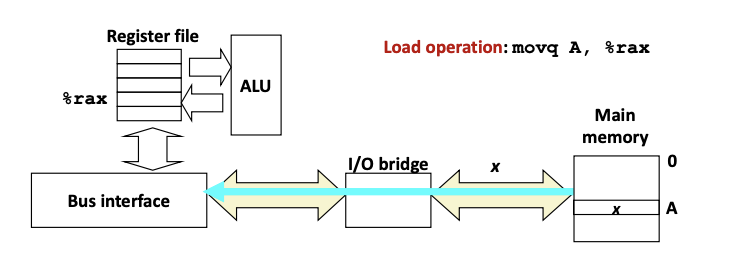 Register file
Load operation: movq A, %rax
ALU
%rax
Main
memory
I/O bridge
x
0
Bus interface
x
A